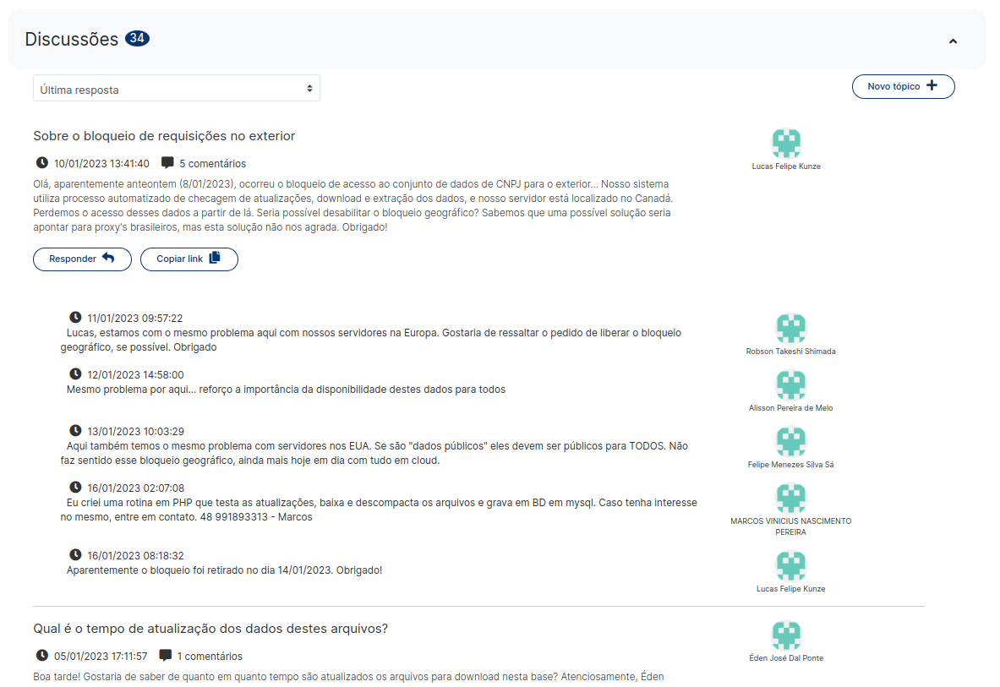 Discussões 34
Última resposta
Novo tópico
Sobre o bloqueio de requisições no exterior
10/01/2023 13:41:40 5 comentários
Lucas Felipe Kunze
Olá, aparentemente anteontem (8/01/2023), ocorreu o bloqueio de acesso ao conjunto de dados de CNPJ para o exterior... Nosso sistema
utiliza processo automatizado de checagem de atualizações, download e extração dos dados, e nosso servidor está localizado no Canadá.
Perdemos o acesso desses dados a partir de lá. Seria possível desabilitar o bloqueio geográfico? Sabemos que uma possível solução seria
apontar para proxy's brasileiros, mas esta solução não nos agrada. Obrigado!
Responder
Copiar link
11/01/2023 09:57:22
Lucas, estamos com o mesmo problema aqui com nossos servidores na Europa. Gostaria de ressaltar o pedido de liberar o bloqueio
geográfico, se possível. Obrigado
Robson Takeshi Shimada
12/01/2023 14:58:00
Mesmo problema por aqui... reforço a importância da disponibilidade destes dados para todos
Alisson Pereira de Melo
13/01/2023 10:03:29
Aqui também temos o mesmo problema com servidores nos EUA. Se são "dados públicos" eles devem ser públicos para TODOS. Não
faz sentido esse bloqueio geográfico, ainda mais hoje em dia com tudo em cloud.
Felipe Menezes Silva Sá
16/01/2023 02:07:08
Eu criei uma rotina em PHP que testa as atualizações, baixa e descompacta os arquivos e grava em BD em mysql. Caso tenha interesse
no mesmo, entre em contato. 48 991893313 - Marcos
MARCOS VINICIUS NASCIMENTO
PEREIRA
16/01/2023 08:18:32
Aparentemente o bloqueio foi retirado no dia 14/01/2023. Obrigado!
Lucas Felipe Kunze
Qual é o tempo de atualização dos dados destes arquivos?
05/01/2023 17:11:57 1 comentários
Éden José Dal Ponte
Boa tarde! Gostaria de saber de quanto em quanto tempo são atualizados os arquivos para download nesta base? Atenciosamente, Éden